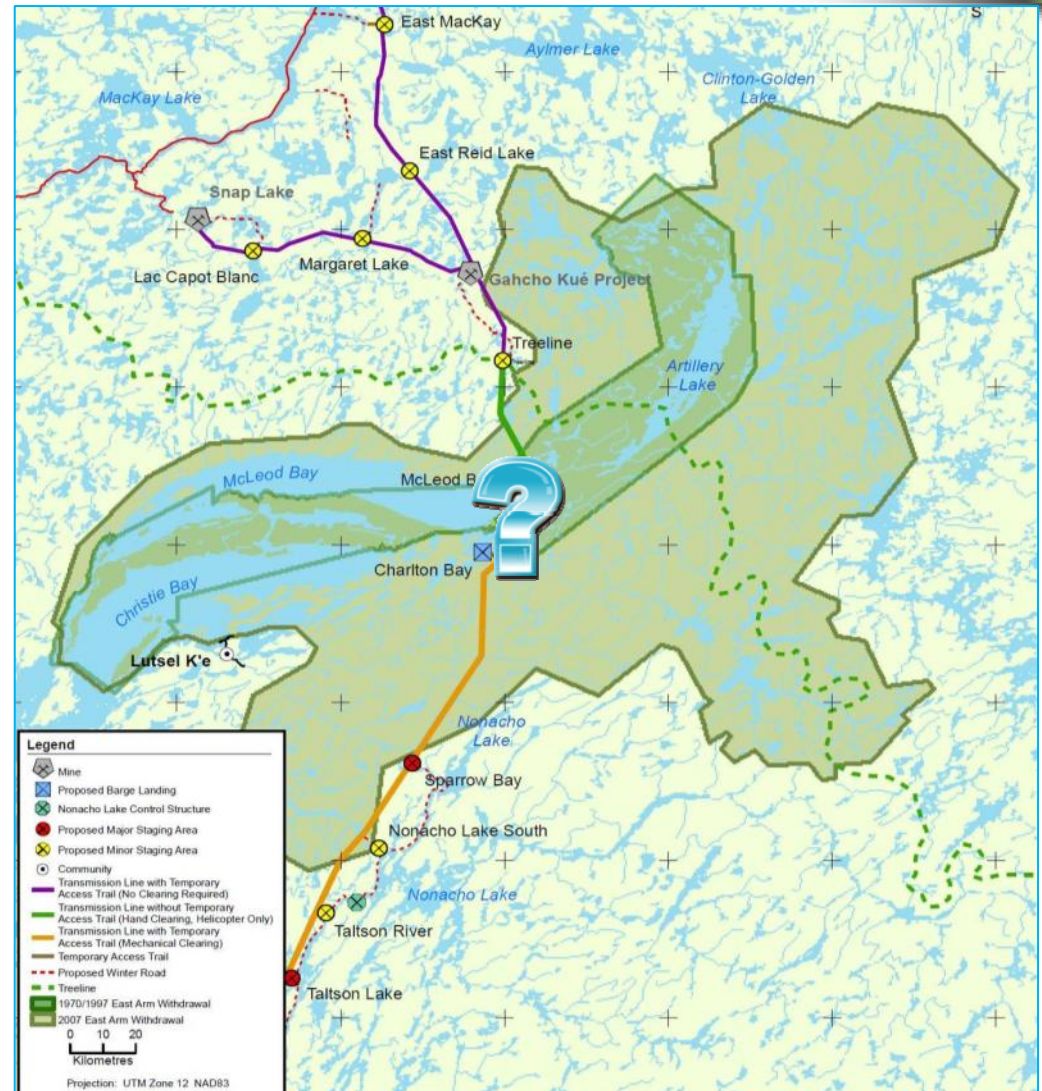 S
East MacKay
Aylmer Lake
Clinton-Golden
Lake
MacKay Lake
East Reid Lake
Snap Lake
Margaret Lake
Lac Capot Blanc
Gahcho Kué Project
Treeline
Artillery
Lake
McLeod Bay
McLeod B
?
Charlton Bay
Christie Bay
Lutsel K'e
Nonacho
Lake
Sparrow Bay
Nonacho Lake South
Nonacho Lake
Taltson River
Taltson Lake
Legend
Mine
Proposed Barge Landing
Nonacho Lake Control Structure
Proposed Major Staging Area
Proposed Minor Staging Area
Community
Transmission Line with Temporary
Access Trail (No Clearing Required)
Transmission Line without Temporary
Access Trail (Hand Clearing, Helicopter Only)
Transmission Line with Temporary
Access Trail (Mechanical Clearing)
Temporary Access Trail
Proposed Winter Road
Treeline
1970/1997 East Arm Withdrawal
2007 East Arm Withdrawal
0 10 20
Kilometres
Projection: UTM Zone 12 NAD83